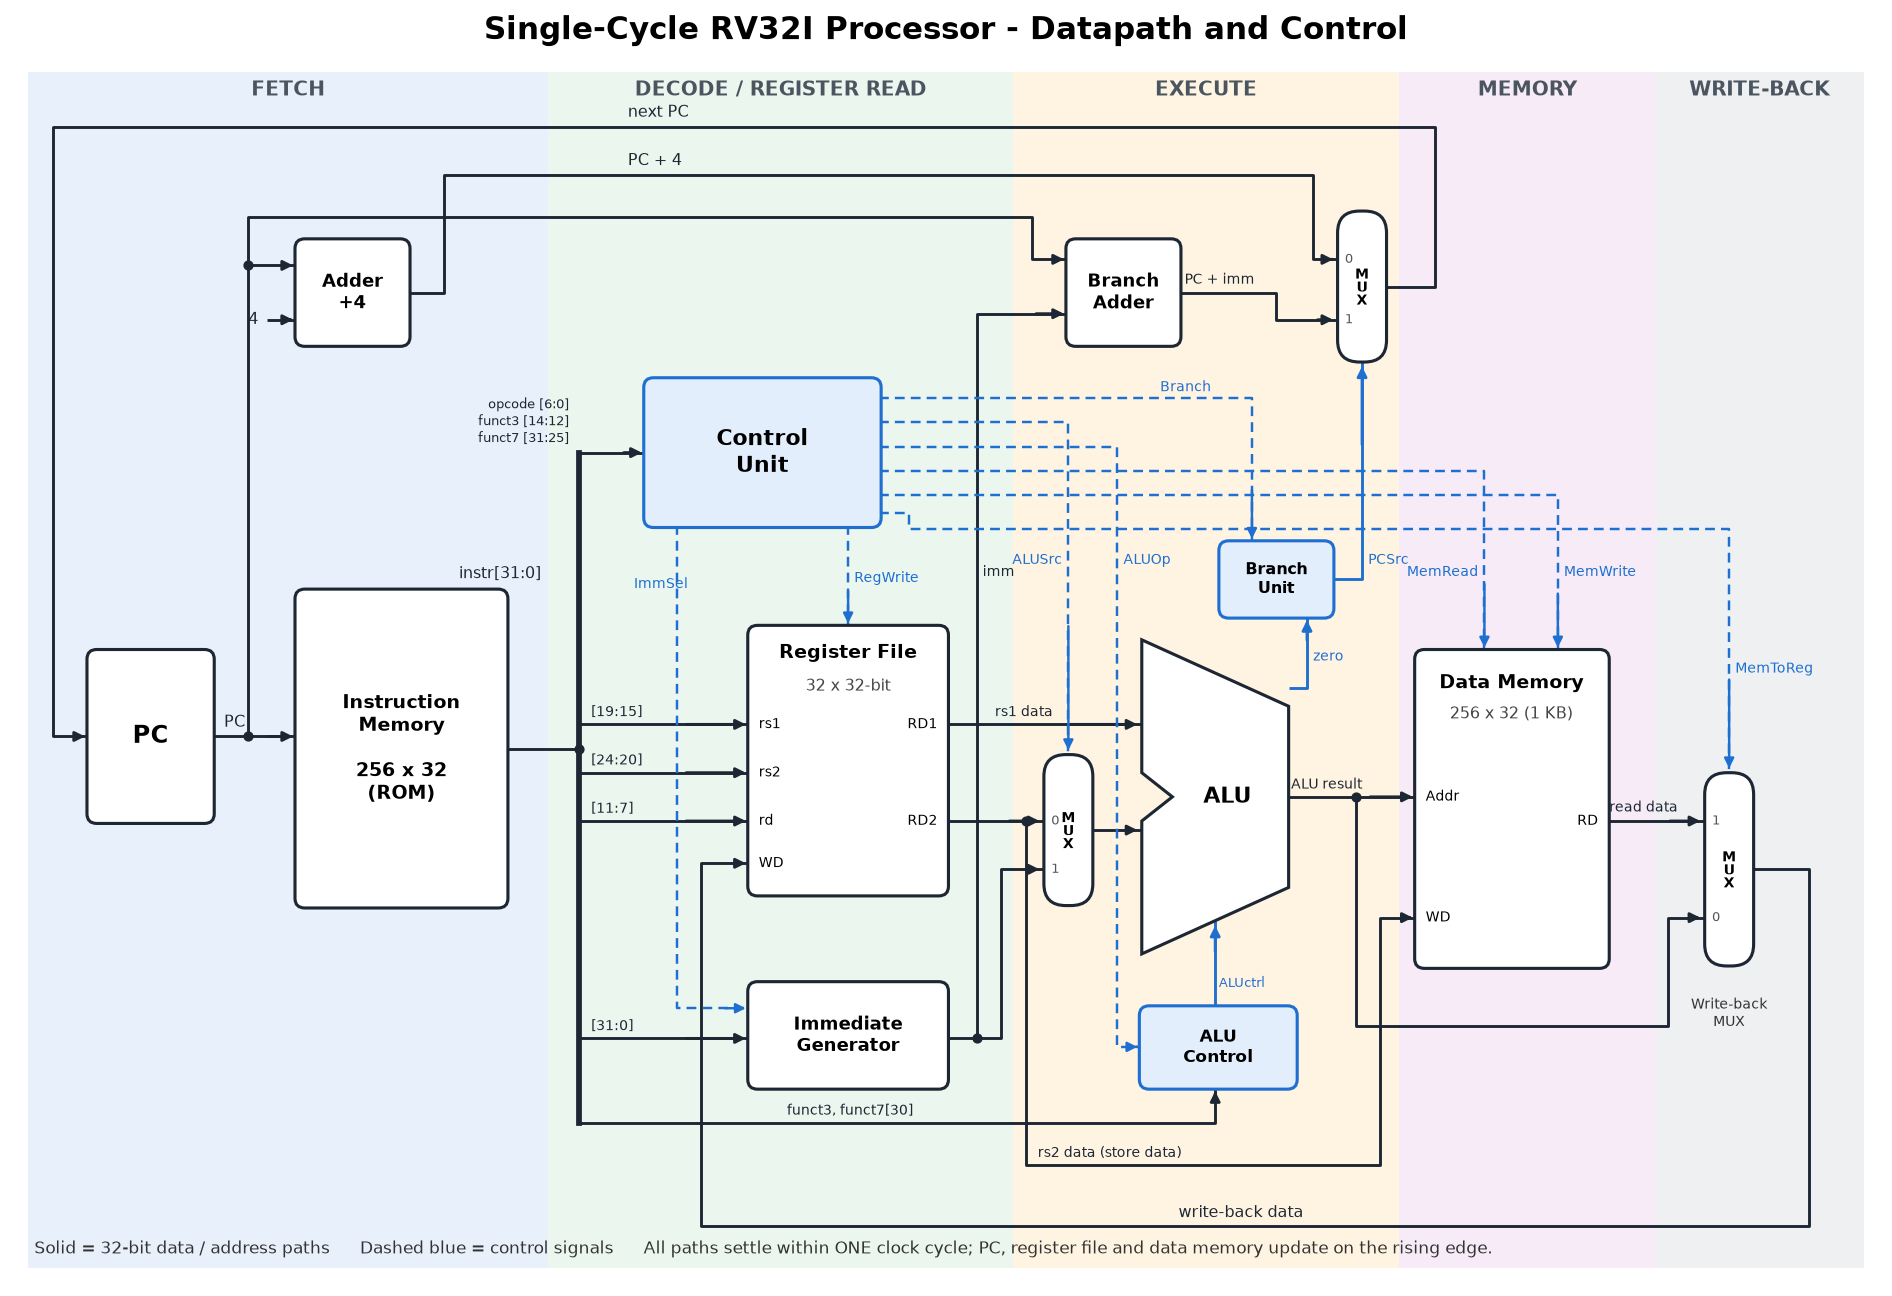 Single-Cycle RV32I Processor - Datapath and Control
FETCH
DECODE / REGISTER READ
EXECUTE
MEMORY
WRITE-BACK
next PC
PC + 4
Adder
+4
4
Branch
Adder
PC + imm
0
MUX
1
opcode [6:0]
funct3 [14:12]
funct7 [31:25]
Control
Unit
Branch
ALUSrc
ALUOp
Branch
Unit
PCSrc
MemRead
MemWrite
imm
ImmSel
RegWrite
instr[31:0]
zero
MemToReg
PC
PC
Instruction
Memory
256 x 32
(ROM)
Register File
32 x 32-bit
[19:15]
rs1
RD1
rs1 data
[24:20]
rs2
[11:7]
rd
RD2
WD
0
MUX
1
ALU
ALU result
Data Memory
256 x 32 (1 KB)
Addr
RD
read data
WD
1
MUX
0
Write-back
MUX
ALUctrl
[31:0]
Immediate
Generator
ALU
Control
funct3, funct7[30]
rs2 data (store data)
write-back data
Solid = 32-bit data / address paths
Dashed blue = control signals
All paths settle within ONE clock cycle; PC, register file and data memory update on the rising edge.